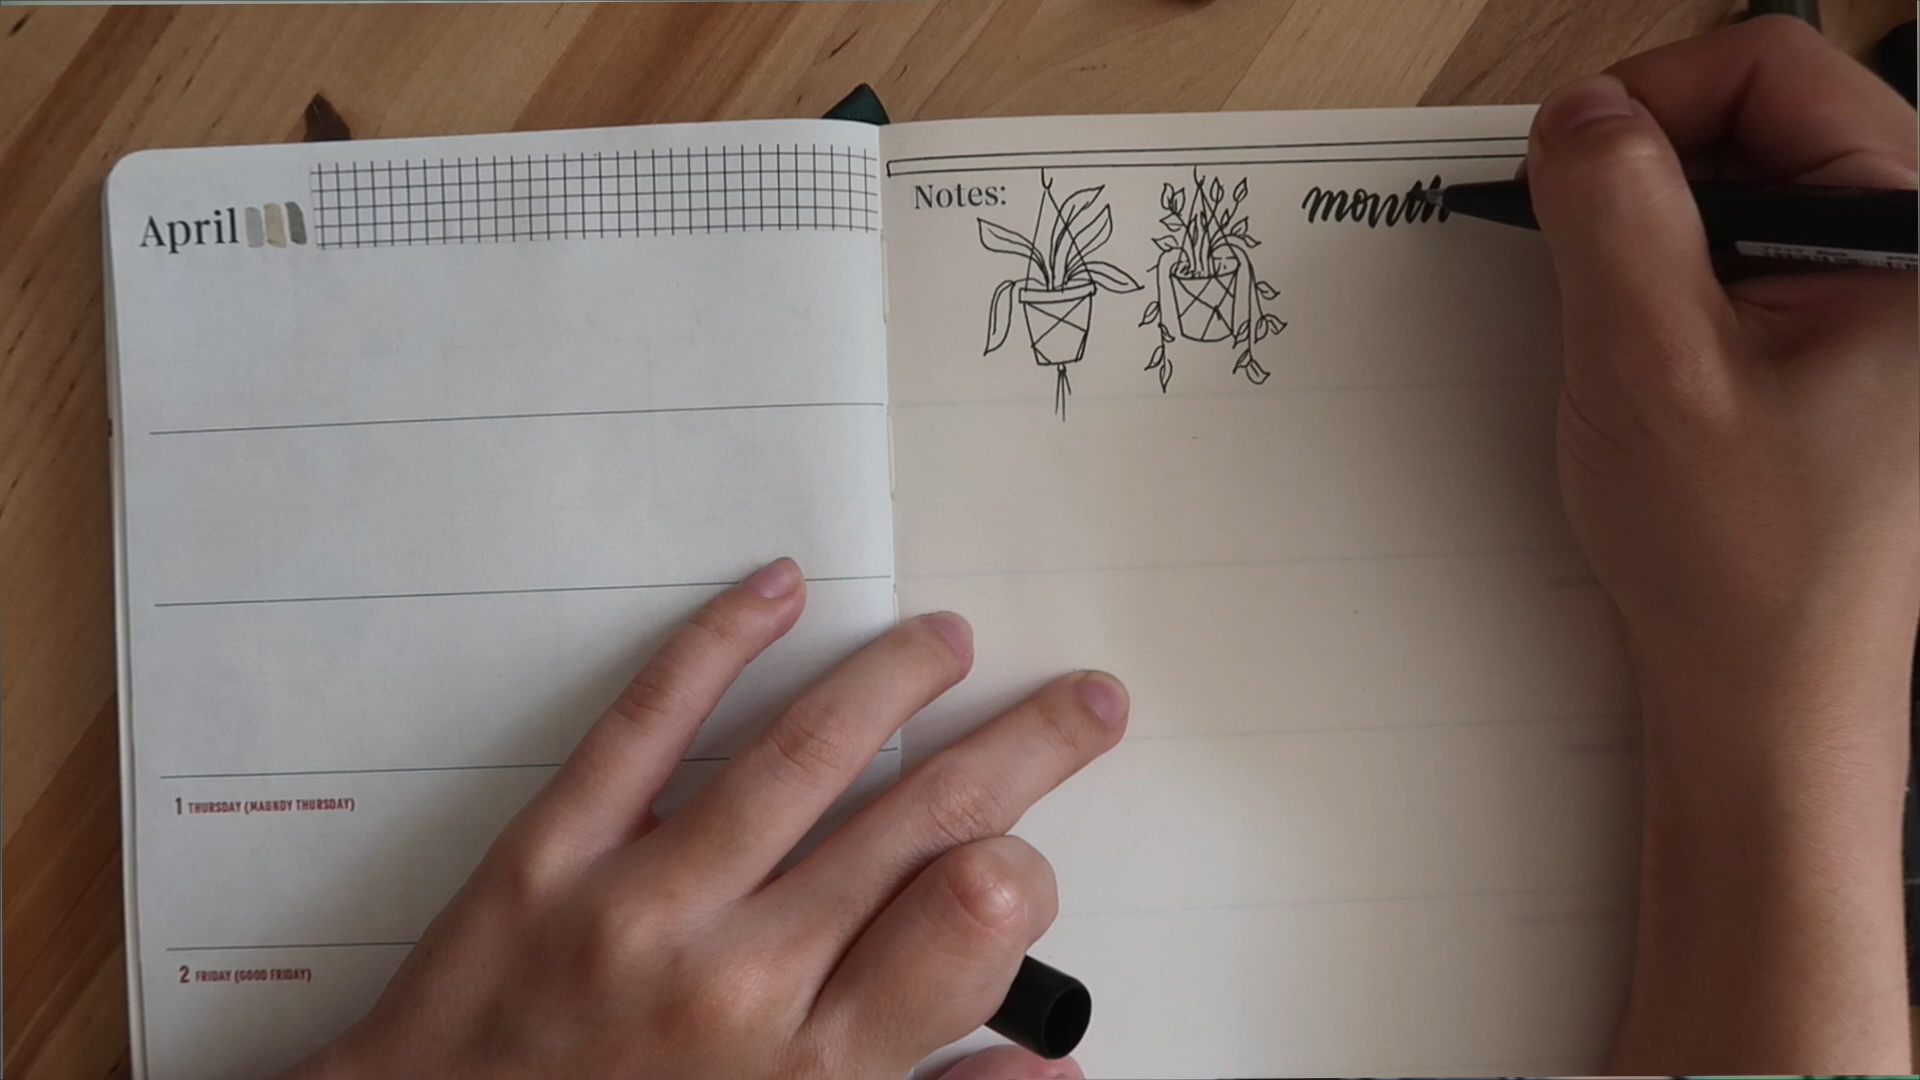 April
Notes:
month
1 THURSDAY (MAUNDY THURSDAY)
2 FRIDAY (GOOD FRIDAY)